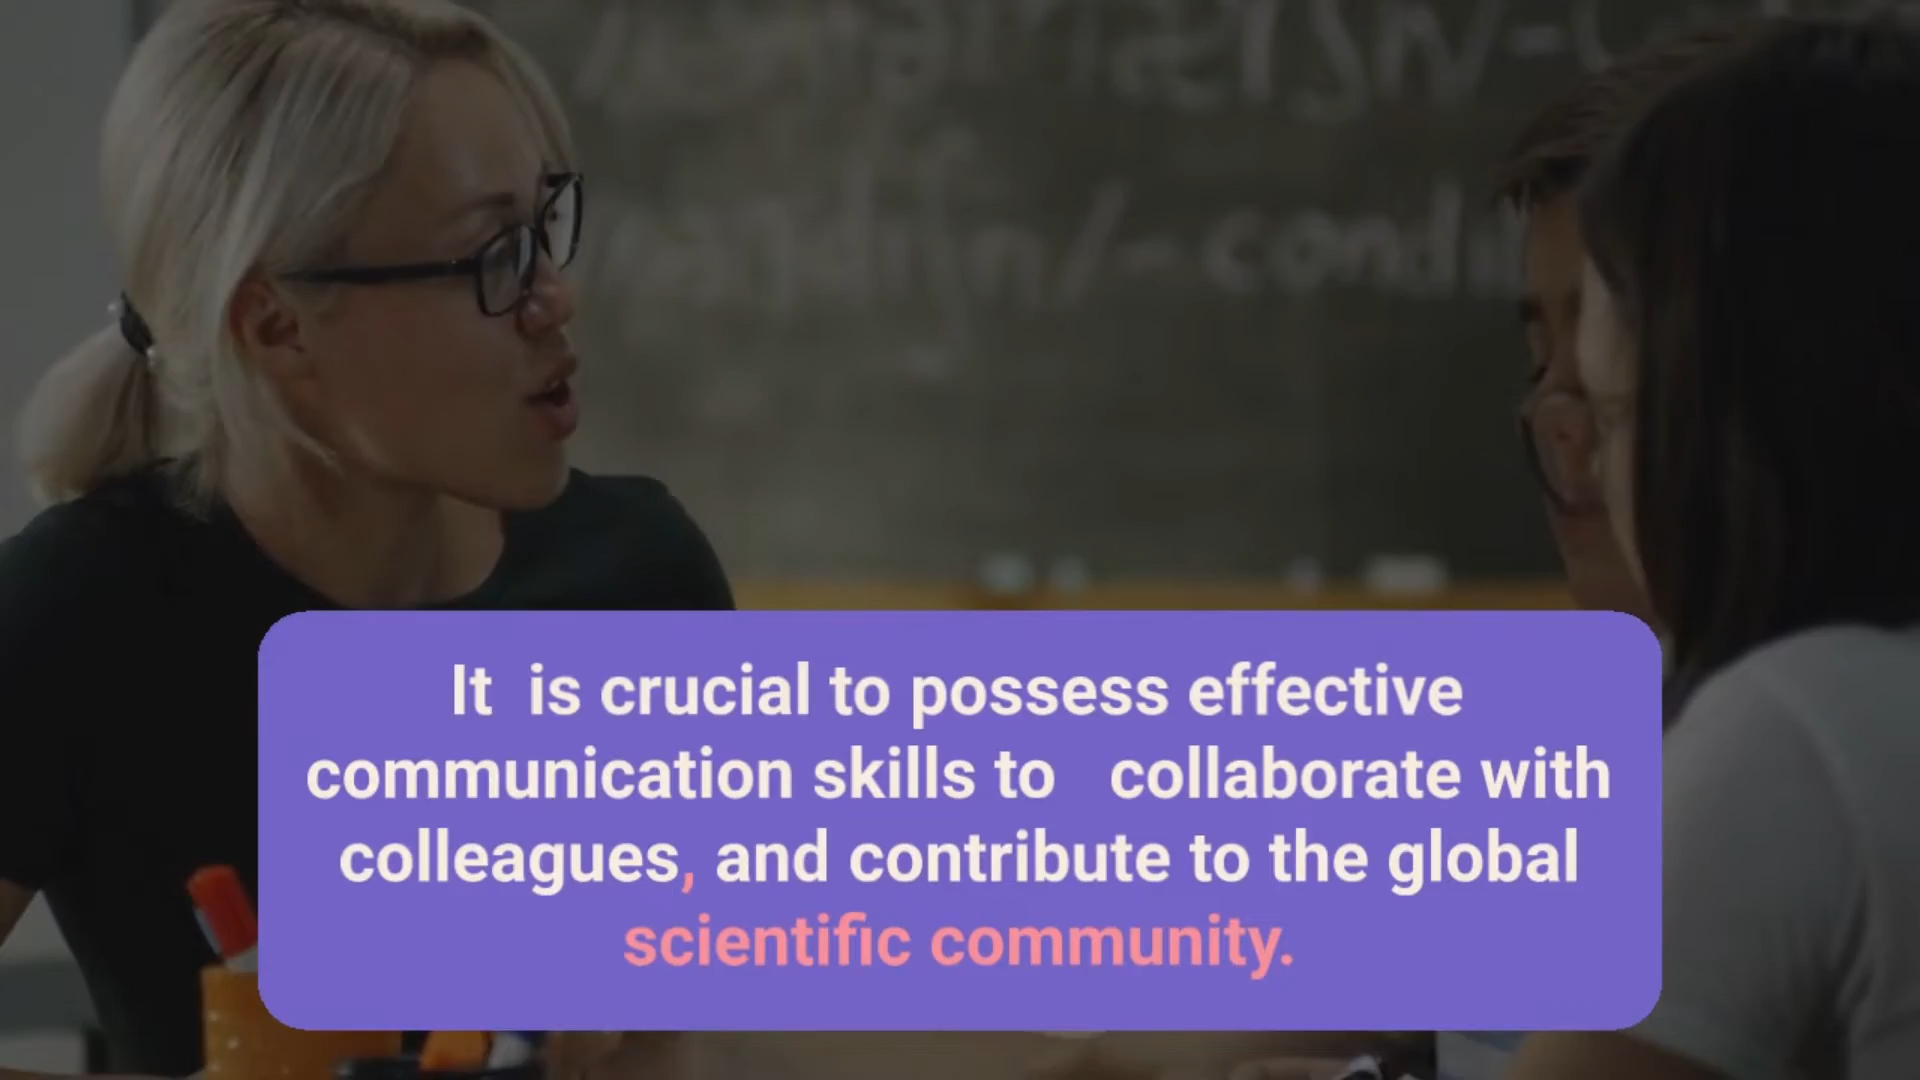 It is crucial to possess effective
communication skills to collaborate with
colleagues, and contribute to the global
scientific community.